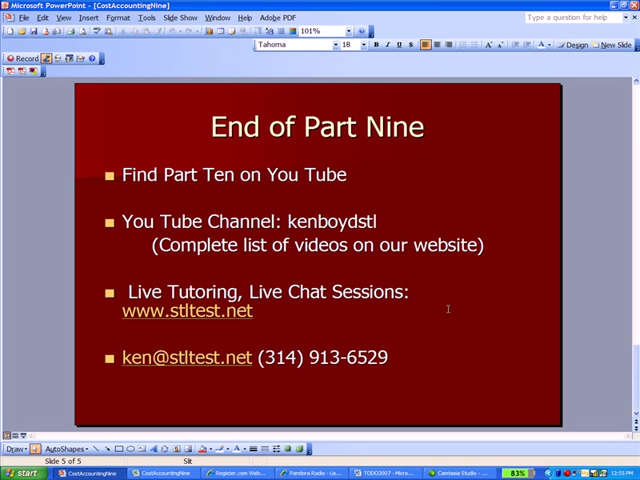 Microsoft PowerPoint - [CostAccountingNine]
File Edit View Insert Format Tools Slide Show Window Help Adobe PDF
Type a question for help
101%
Tahoma 18 B I U S Design New Slide
Record
End of Part Nine
Find Part Ten on You Tube
You Tube Channel: kenboydstl
(Complete list of videos on our website)
Live Tutoring, Live Chat Sessions:
www.stltest.net
ken@stltest.net (314) 913-6529
Draw AutoShapes
Slide 5 of 5 Slit
start CostAccountingNine CostAccountingNine Register.com Web... Pandora Radio - Lis... TODO2007 - Micros... Camtasia Studio - ... 83% 12:55 PM